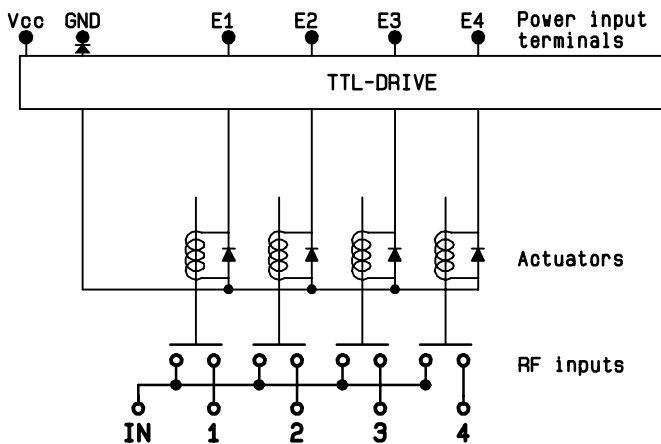 Vcc GND E1 E2 E3 E4 Power input
terminals
TTL-DRIVE
Actuators
RF inputs
IN 1 2 3 4